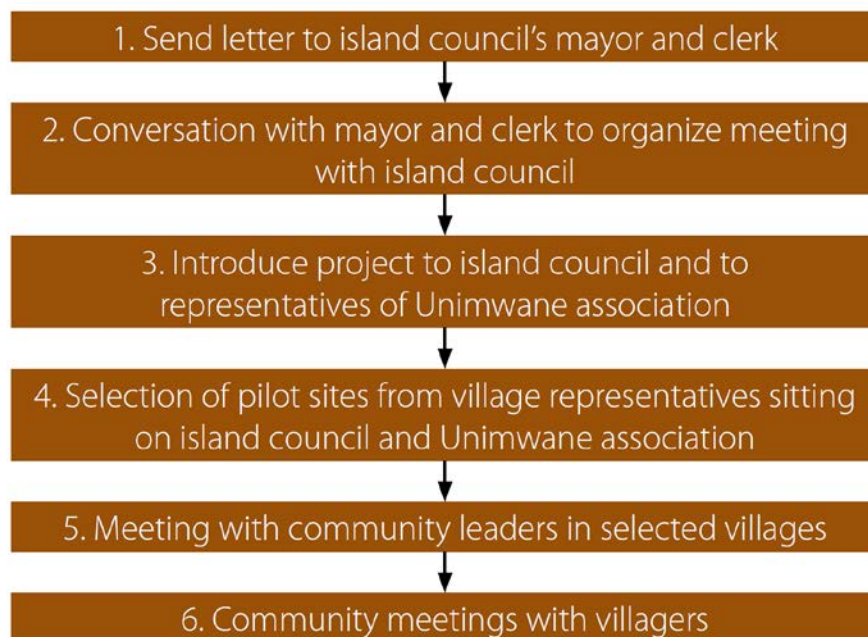 1. Send letter to island council’s mayor and clerk
2. Conversation with mayor and clerk to organize meeting
with island council
3. Introduce project to island council and to
representatives of Unimwane association
4. Selection of pilot sites from village representatives sitting
on island council and Unimwane association
5. Meeting with community leaders in selected villages
6. Community meetings with villagers